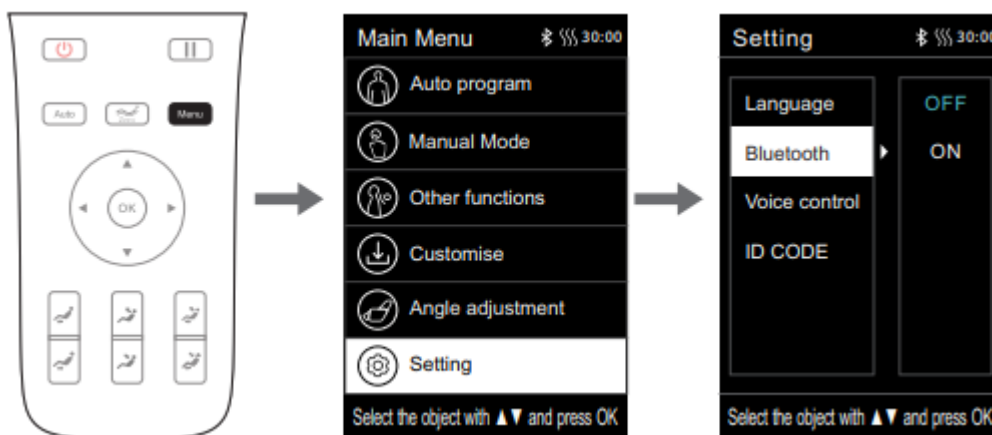 Auto
Menu
OK
Main Menu 30:00
Auto program
Manual Mode
Other functions
Customise
Angle adjustment
Setting
Select the object with ▲▼ and press OK
Setting 30:00
Language
Bluetooth
Voice control
ID CODE
OFF
ON
Select the object with ▲▼ and press OK